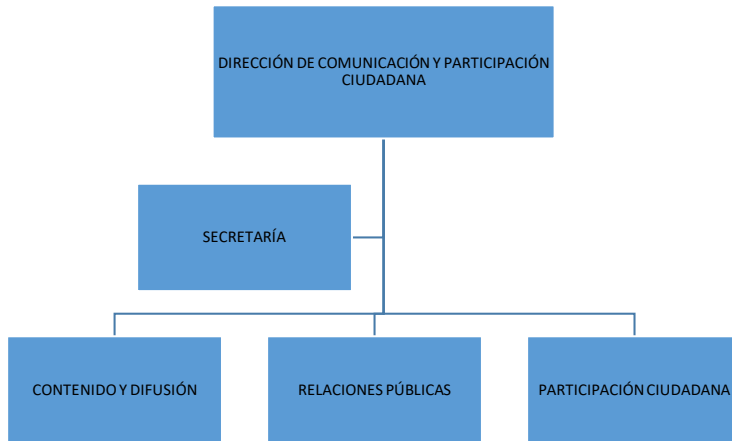 DIRECCIÓN DE COMUNICACIÓN Y PARTICIPACIÓN
CIUDADANA
SECRETARÍA
CONTENIDO Y DIFUSIÓN
RELACIONES PÚBLICAS
PARTICIPACIÓN CIUDADANA